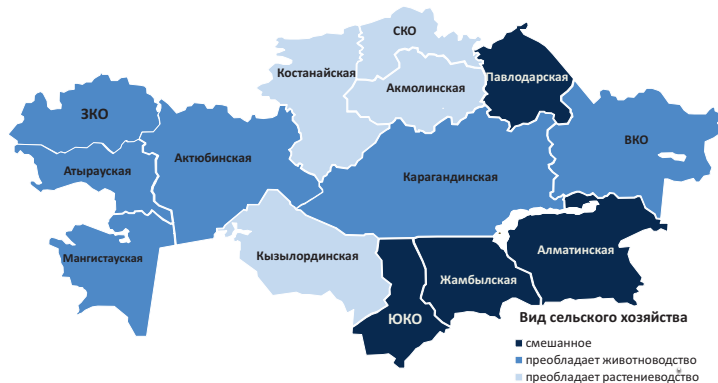 СКО
Костанайская
Павлодарская
Акмолинская
ЗКО
ВКО
Актюбинская
Атырауская
Карагандинская
Кызылординская
Мангистауская
Алматинская
Жамбылская
ЮКО
Вид сельского хозяйства
смешанное
преобладает животноводство
преобладает растениеводство